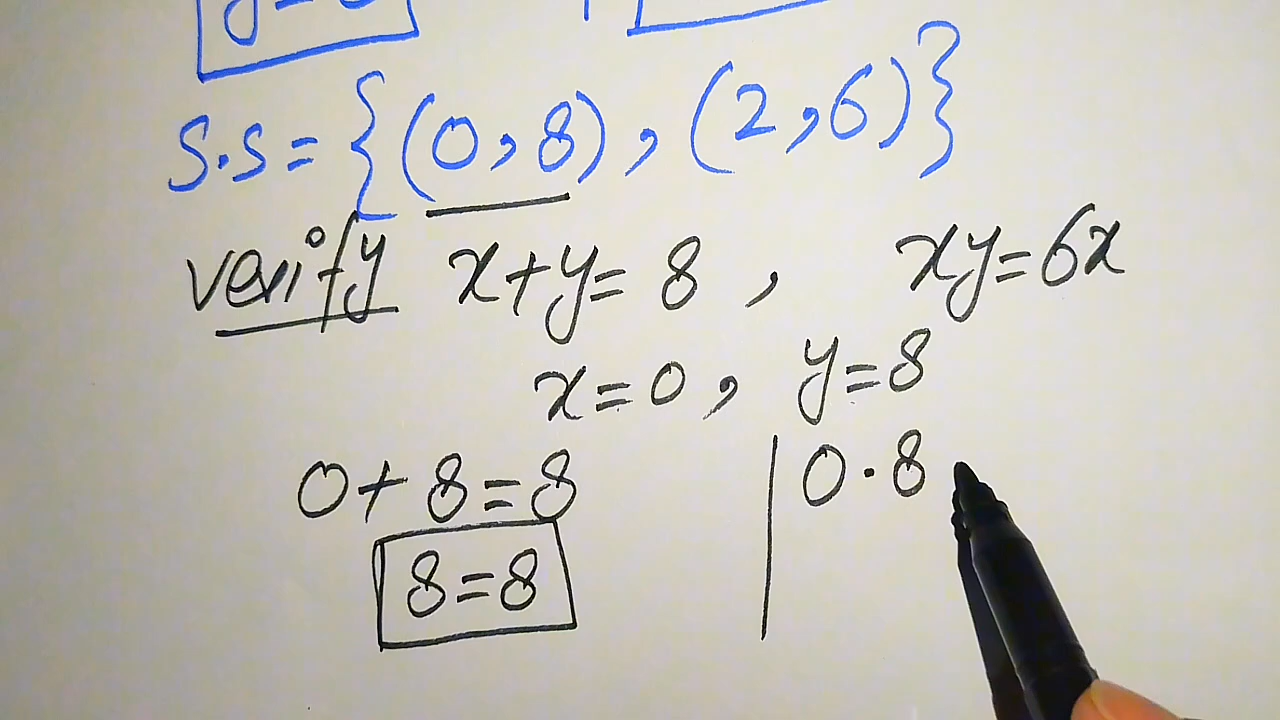 S.S = {(0,8), (2,6)}
verify x+y=8, xy=6x
x=0, y=8
0+8=8 | 0·8
8=8